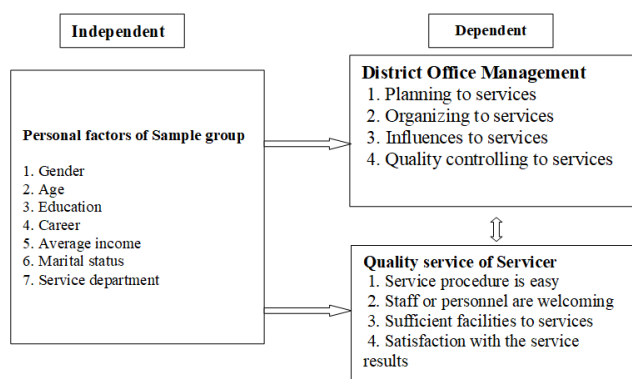 Independent
Dependent
Personal factors of Sample group
1. Gender
2. Age
3. Education
4. Career
5. Average income
6. Marital status
7. Service department
District Office Management
1. Planning to services
2. Organizing to services
3. Influences to services
4. Quality controlling to services
Quality service of Servicer
1. Service procedure is easy
2. Staff or personnel are welcoming
3. Sufficient facilities to services
4. Satisfaction with the service
results